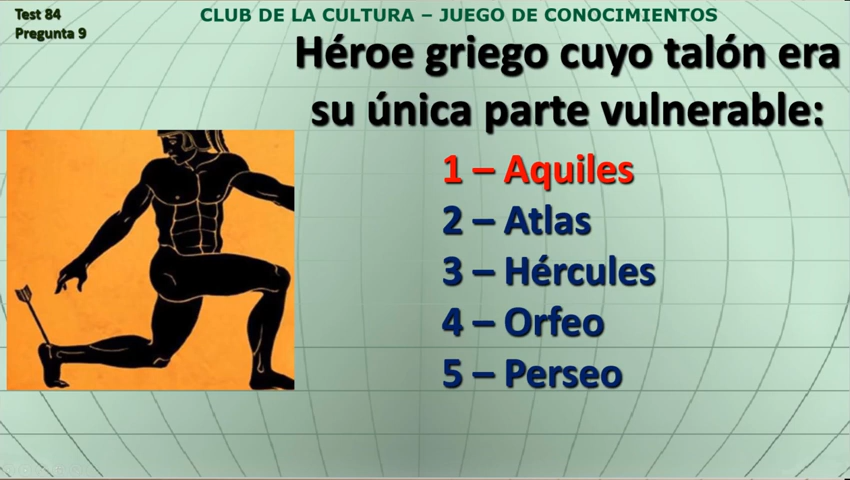 Test 84
Pregunta 9
CLUB DE LA CULTURA – JUEGO DE CONOCIMIENTOS
Héroe griego cuyo talón era
su única parte vulnerable:
1 – Aquiles
2 – Atlas
3 – Hércules
4 – Orfeo
5 – Perseo